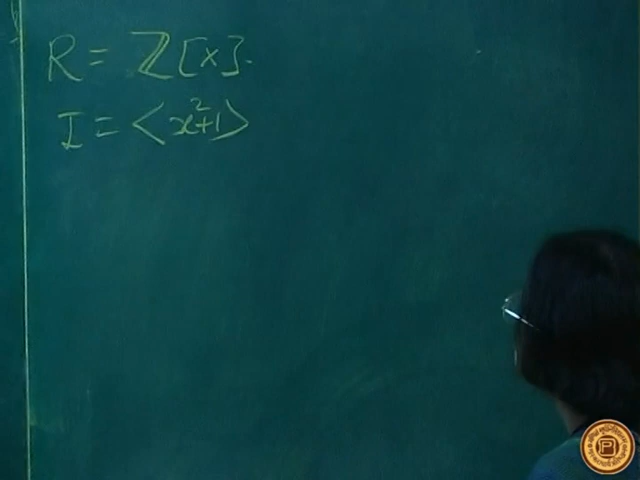 R = ℤ[x].
I = <x²+1>